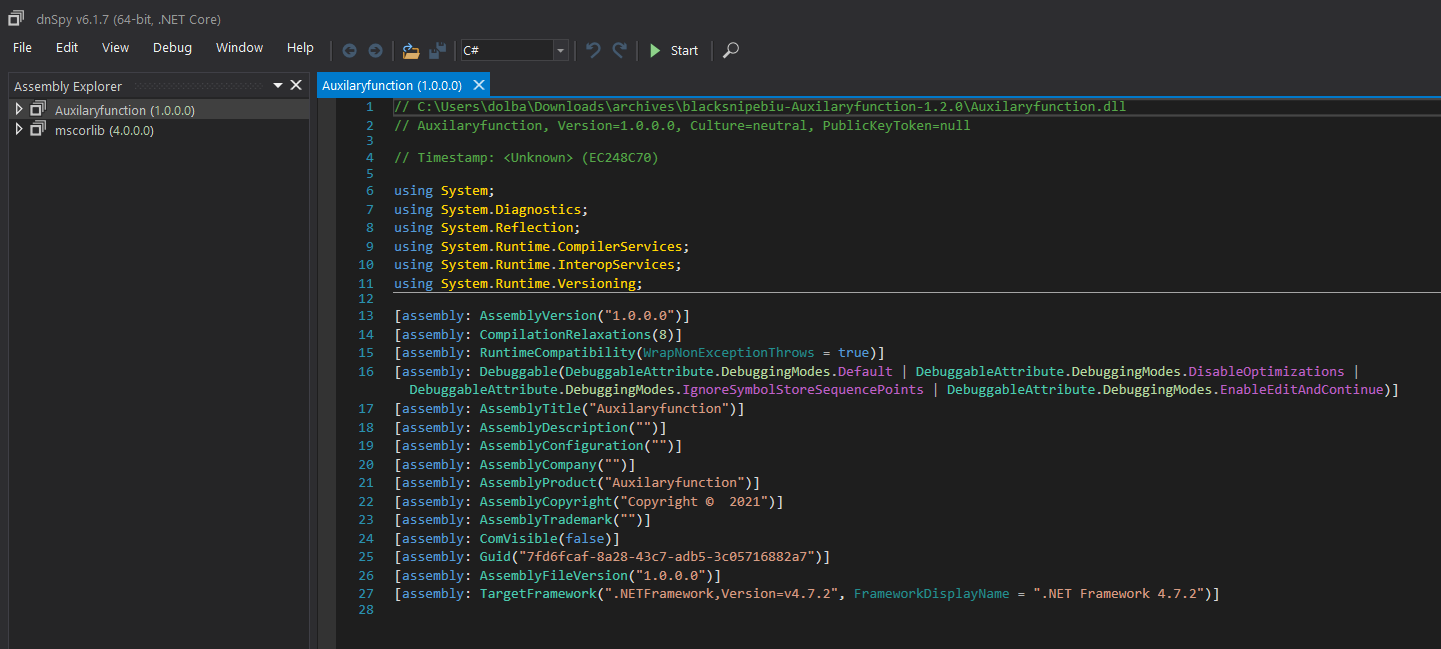 dnSpy v6.1.7 (64-bit, .NET Core)
File Edit View Debug Window Help C# Start
Assembly Explorer
Auxilaryfunction (1.0.0.0)
mscorlib (4.0.0.0)
Auxilaryfunction (1.0.0.0)
1 // C:\Users\dolba\Downloads\archives\blacksnipebiu-Auxilaryfunction-1.2.0\Auxilaryfunction.dll
2 // Auxilaryfunction, Version=1.0.0.0, Culture=neutral, PublicKeyToken=null
3
4 // Timestamp: <Unknown> (EC248C70)
5
6 using System;
7 using System.Diagnostics;
8 using System.Reflection;
9 using System.Runtime.CompilerServices;
10 using System.Runtime.InteropServices;
11 using System.Runtime.Versioning;
12
13 [assembly: AssemblyVersion("1.0.0.0")]
14 [assembly: CompilationRelaxations(8)]
15 [assembly: RuntimeCompatibility(WrapNonExceptionThrows = true)]
16 [assembly: Debuggable(DebuggableAttribute.DebuggingModes.Default | DebuggableAttribute.DebuggingModes.DisableOptimizations |
DebuggableAttribute.DebuggingModes.IgnoreSymbolStoreSequencePoints | DebuggableAttribute.DebuggingModes.EnableEditAndContinue)]
17 [assembly: AssemblyTitle("Auxilaryfunction")]
18 [assembly: AssemblyDescription("")]
19 [assembly: AssemblyConfiguration("")]
20 [assembly: AssemblyCompany("")]
21 [assembly: AssemblyProduct("Auxilaryfunction")]
22 [assembly: AssemblyCopyright("Copyright ©  2021")]
23 [assembly: AssemblyTrademark("")]
24 [assembly: ComVisible(false)]
25 [assembly: Guid("7fd6fcaf-8a28-43c7-adb5-3c05716882a7")]
26 [assembly: AssemblyFileVersion("1.0.0.0")]
27 [assembly: TargetFramework(".NETFramework,Version=v4.7.2", FrameworkDisplayName = ".NET Framework 4.7.2")]
28